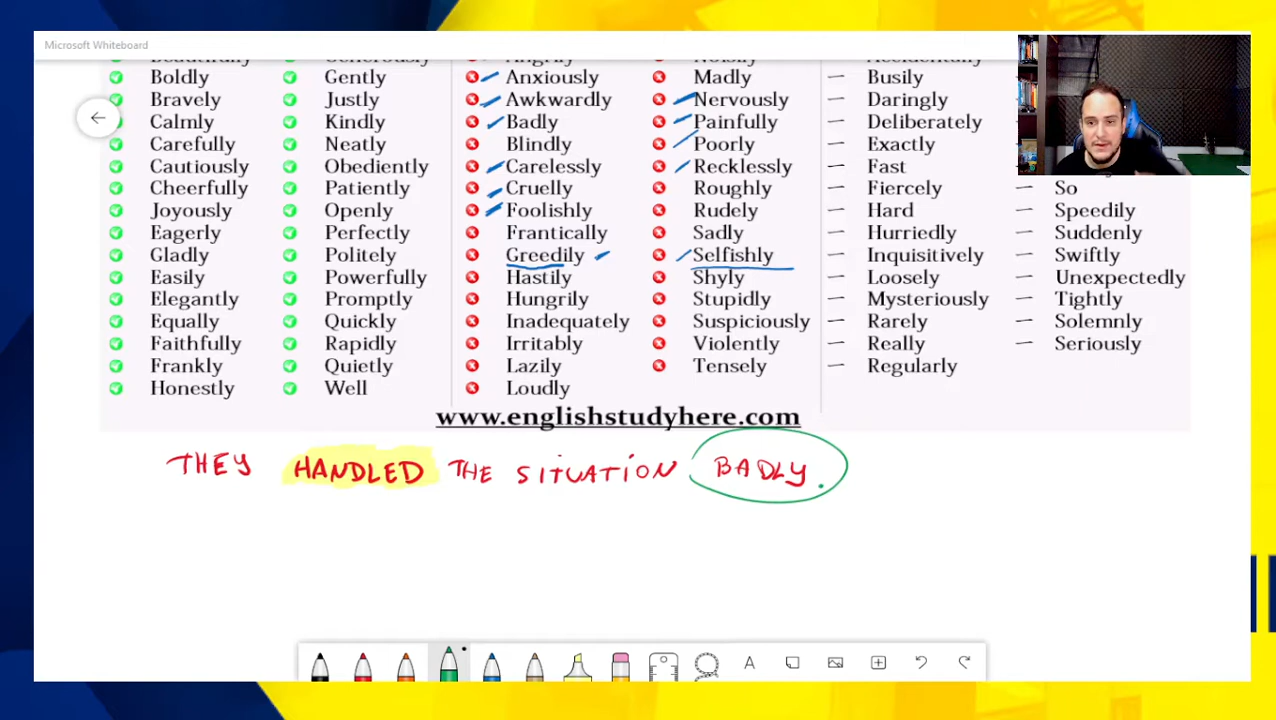 Microsoft Whiteboard
Boldly Gently Anxiously Madly Busily
Bravely Justly Awkwardly Nervously Daringly
Calmly Kindly Badly Painfully Deliberately
Carefully Neatly Blindly Poorly Exactly
Cautiously Obediently Carelessly Recklessly Fast
Cheerfully Patiently Cruelly Roughly Fiercely So
Joyously Openly Foolishly Rudely Hard Speedily
Eagerly Perfectly Frantically Sadly Hurriedly Suddenly
Gladly Politely Greedily Selfishly Inquisitively Swiftly
Easily Powerfully Hastily Shyly Loosely Unexpectedly
Elegantly Promptly Hungrily Stupidly Mysteriously Tightly
Equally Quickly Inadequately Suspiciously Rarely Solemnly
Faithfully Rapidly Irritably Violently Really Seriously
Frankly Quietly Lazily Tensely Regularly
Honestly Well Loudly
www.englishstudyhere.com
THEY HANDLED THE SITUATION BADLY.
A